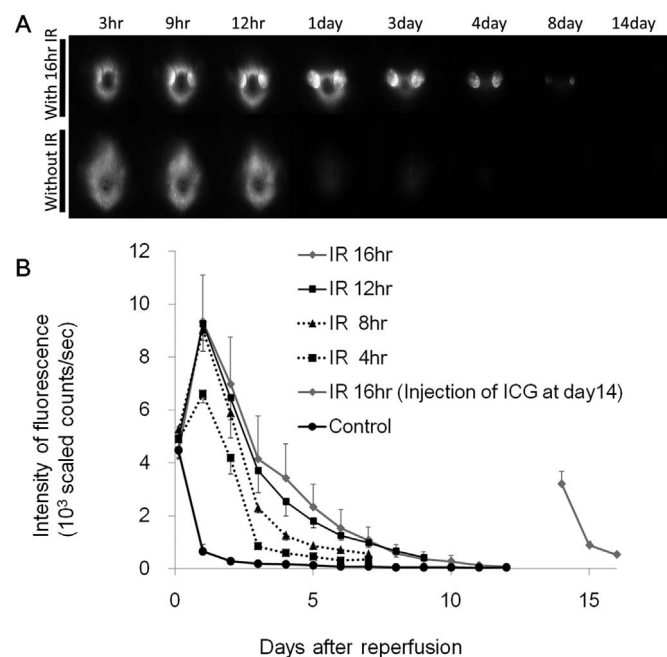 A
3hr 9hr 12hr 1day 3day 4day 8day 14day
With 16hr IR
Without IR
B
12
10
8
6
4
2
0
Intensity of fluorescence
(10³ scaled counts/sec)
IR 16hr
IR 12hr
IR 8hr
IR 4hr
IR 16hr (Injection of ICG at day14)
Control
0 5 10 15
Days after reperfusion